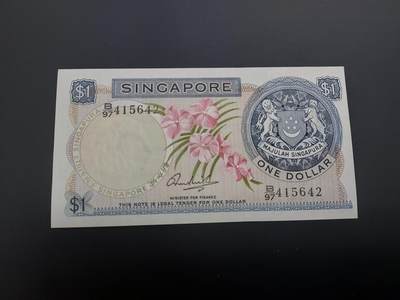 $1
SINGAPORE
$1
B/97 415642
MAJULAH SINGAPURA
ONE DOLLAR
B/97 415642
MINISTER FOR FINANCE
$1
THIS NOTE IS LEGAL TENDER FOR ONE DOLLAR